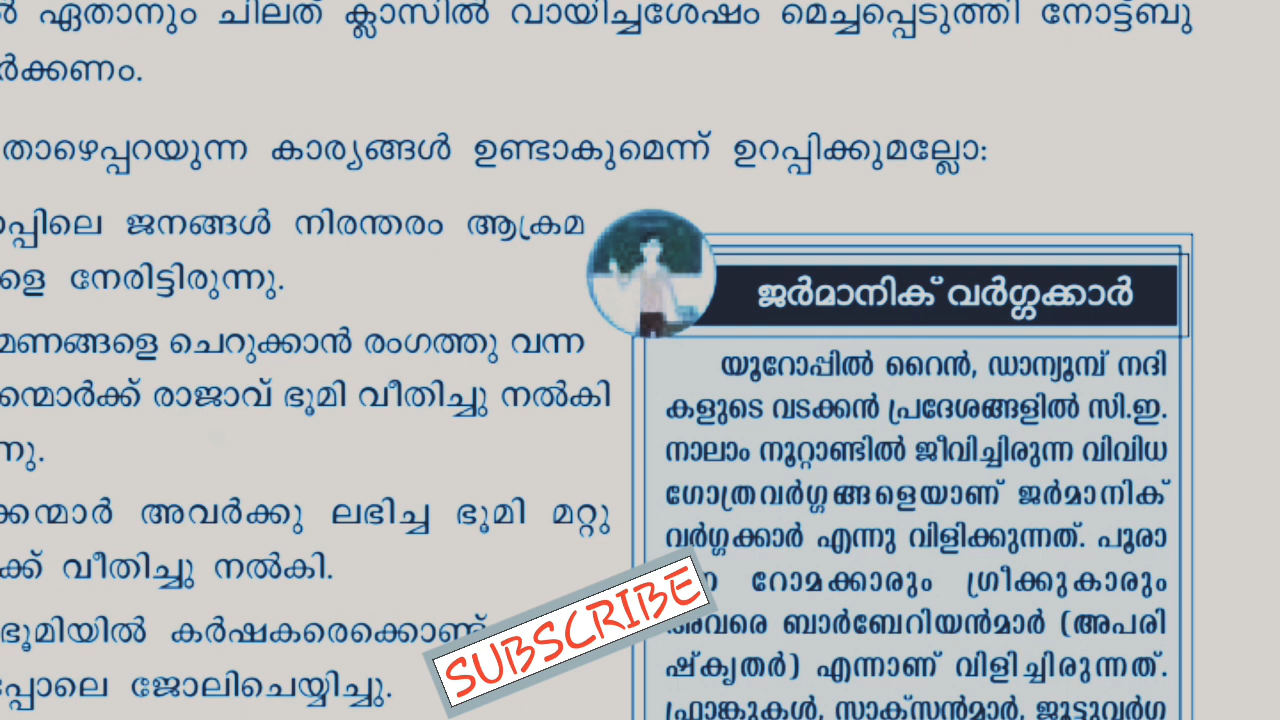 ഏതാനും ചിലത് ക്ലാസിൽ വായിച്ചശേഷം മെച്ചപ്പെടുത്തി നോട്ട്ബു
ർക്കണം.
താഴെപ്പറയുന്ന കാര്യങ്ങൾ ഉണ്ടാകുമെന്ന് ഉറപ്പിക്കുമല്ലോ:
പ്പിലെ ജനങ്ങൾ നിരന്തരം ആക്രമ
ളെ നേരിട്ടിരുന്നു.
മണങ്ങളെ ചെറുക്കാൻ രംഗത്തു വന്ന
ന്മാർക്ക് രാജാവ് ഭൂമി വീതിച്ചു നൽകി
ന്നു.
ക്കന്മാർ അവർക്കു ലഭിച്ച ഭൂമി മറ്റു
ക്ക് വീതിച്ചു നൽകി.
ഭൂമിയിൽ കർഷകരെക്കൊണ്ട്
പ്പോലെ ജോലിചെയ്യിച്ചു.
ജർമാനിക് വർഗ്ഗക്കാർ
യൂറോപ്പിൽ റൈൻ, ഡാന്യൂമ്പ് നദി
കളുടെ വടക്കൻ പ്രദേശങ്ങളിൽ സി.ഇ.
നാലാം നൂറ്റാണ്ടിൽ ജീവിച്ചിരുന്ന വിവിധ
ഗോത്രവർഗ്ഗങ്ങളെയാണ് ജർമാനിക്
വർഗ്ഗക്കാർ എന്നു വിളിക്കുന്നത്. പൂരാ
റോമക്കാരും ഗ്രീക്കുകാരും
അവരെ ബാർബേറിയൻമാർ (അപരി
ഷ്കൃതർ) എന്നാണ് വിളിച്ചിരുന്നത്.
ഫ്രാങ്കുകൾ, സാക്സൻമാർ, ജൂട്ടുവർഗ
SUBSCRIBE